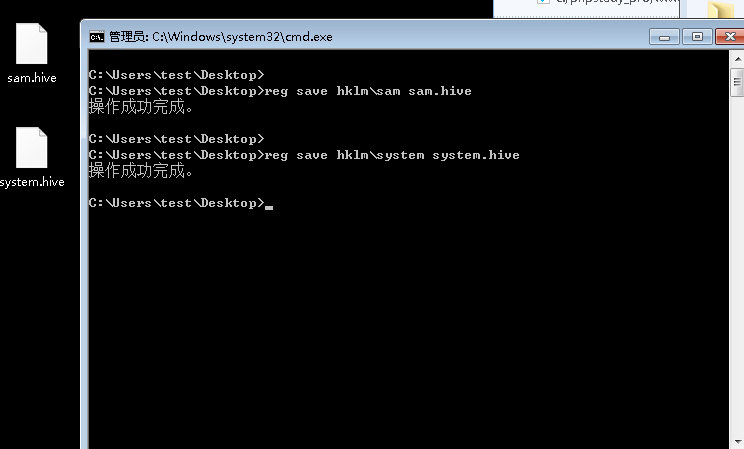 管理员: C:\Windows\system32\cmd.exe
sam.hive
system.hive
C:\Users\test\Desktop>
C:\Users\test\Desktop>reg save hklm\sam sam.hive
操作成功完成。
C:\Users\test\Desktop>
C:\Users\test\Desktop>reg save hklm\system system.hive
操作成功完成。
C:\Users\test\Desktop>